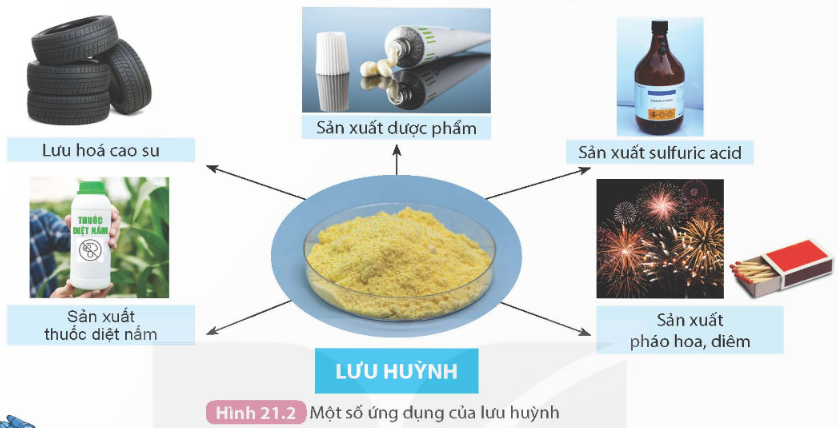 Sản xuất dược phẩm
Lưu hoá cao su
Sản xuất sulfuric acid
THUỐC
DIỆT NẤM
Sản xuất
thuốc diệt nấm
Sản xuất
pháo hoa, diêm
LƯU HUỲNH
Hình 21.2 Một số ứng dụng của lưu huỳnh